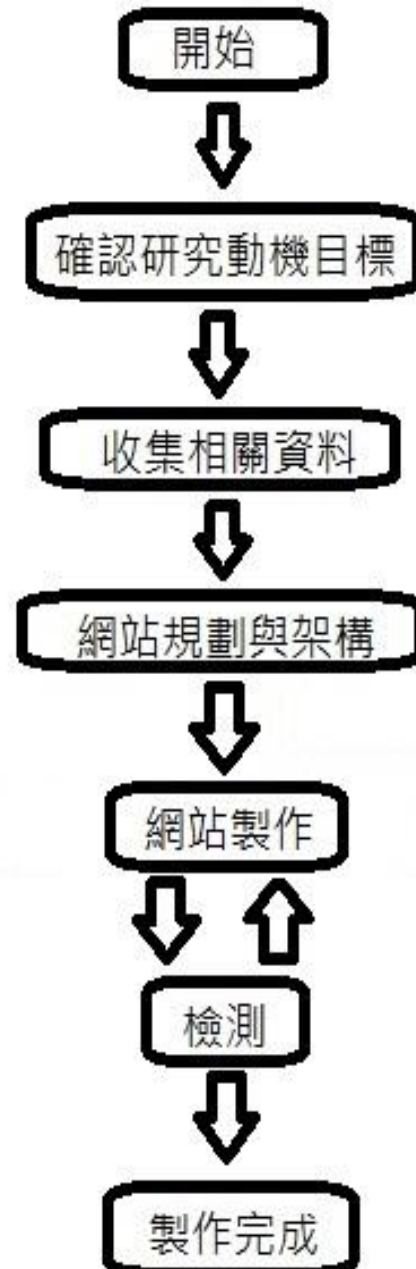 開始
確認研究動機目標
收集相關資料
網站規劃與架構
網站製作
檢測
製作完成